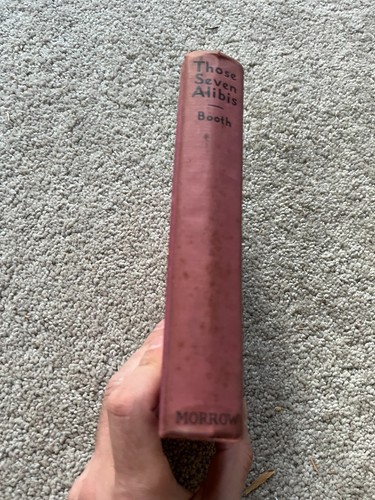 Those
Seven
Alibis
Booth
MORROW